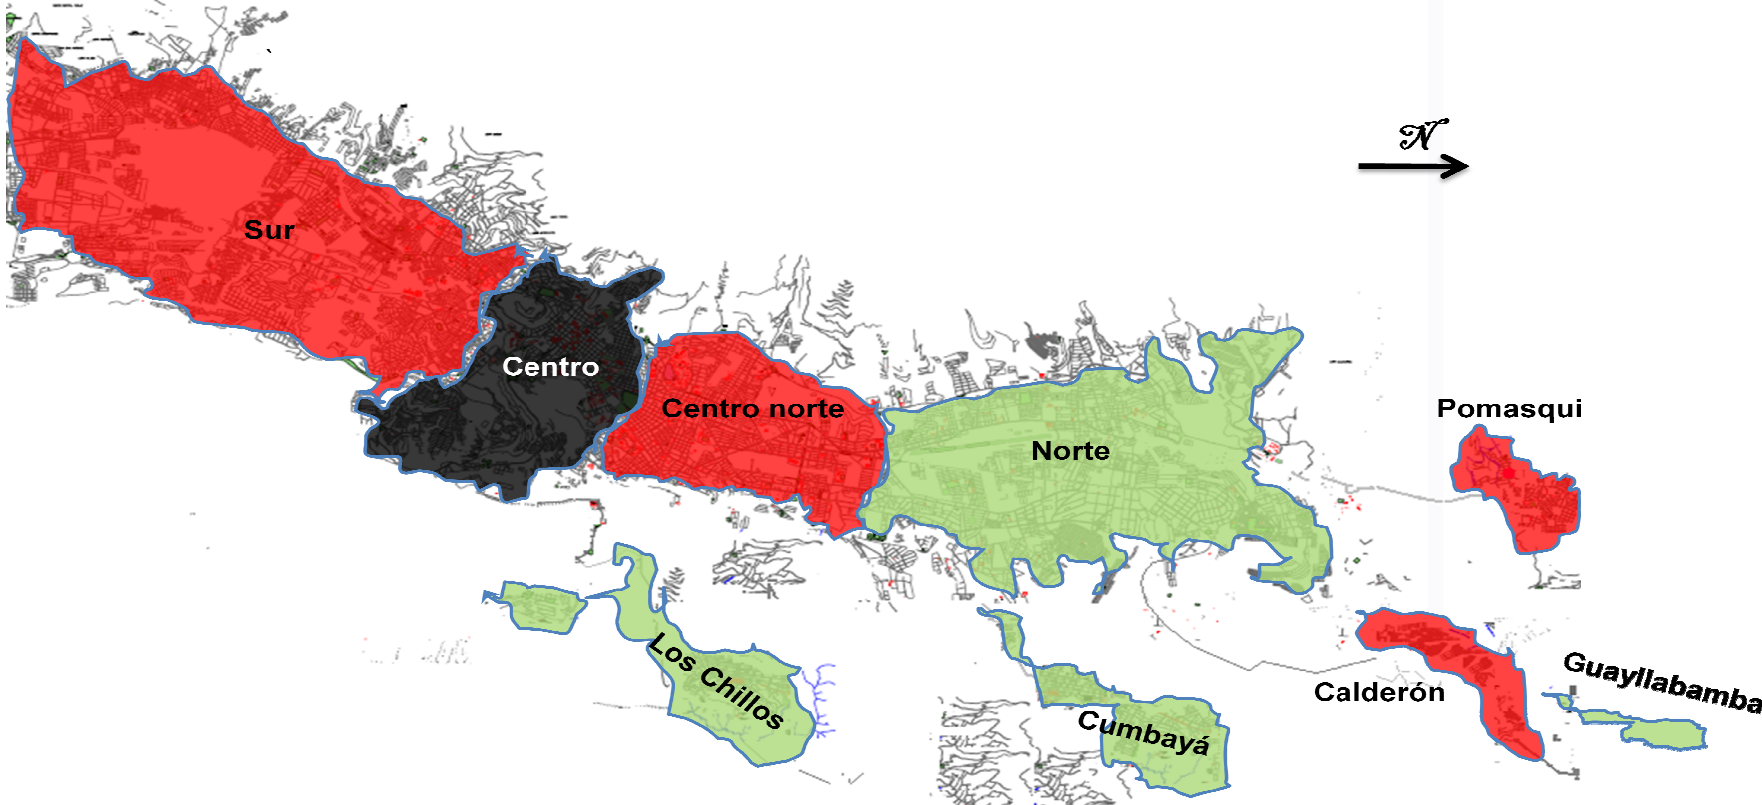 N
Sur
Centro
Centro norte
Norte
Pomasqui
Los Chillos
Cumbayá
Calderón
Guayllabamba